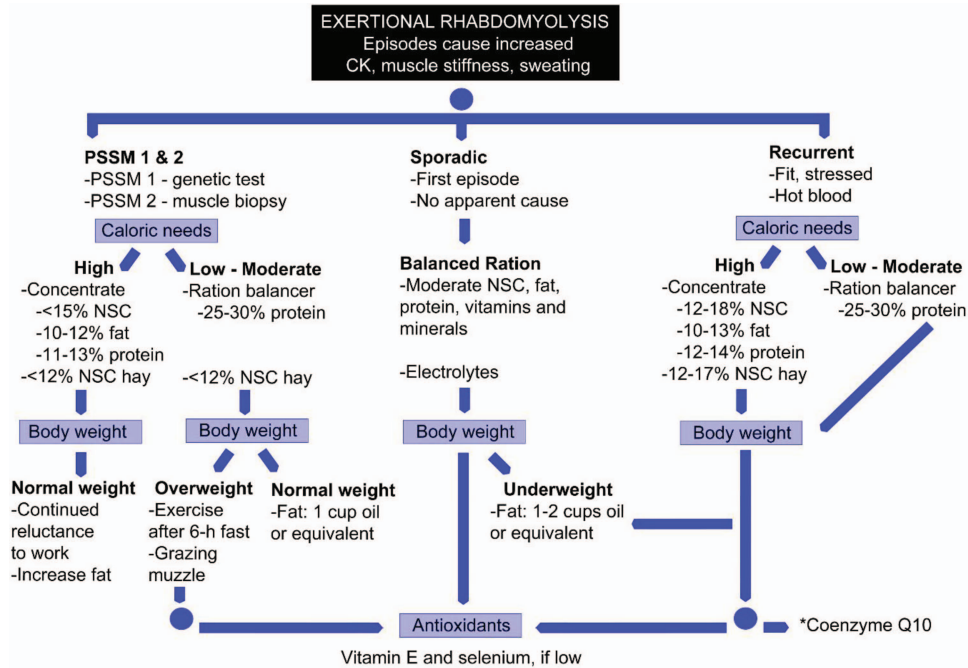 EXERTIONAL RHABDOMYOLYSIS
Episodes cause increased
CK, muscle stiffness, sweating
PSSM 1 & 2
-PSSM 1 - genetic test
-PSSM 2 - muscle biopsy
Caloric needs
High
-Concentrate
-<15% NSC
-10-12% fat
-11-13% protein
-<12% NSC hay
Body weight
Normal weight
-Continued
reluctance
to work
-Increase fat
Low - Moderate
-Ration balancer
-25-30% protein
-<12% NSC hay
Body weight
Overweight
-Exercise
after 6-h fast
-Grazing
muzzle
Normal weight
-Fat: 1 cup oil
or equivalent
Sporadic
-First episode
-No apparent cause
Balanced Ration
-Moderate NSC, fat,
protein, vitamins and
minerals
-Electrolytes
Body weight
Underweight
-Fat: 1-2 cups oil
or equivalent
Recurrent
-Fit, stressed
-Hot blood
Caloric needs
High
-Concentrate
-12-18% NSC
-10-13% fat
-12-14% protein
-12-17% NSC hay
Low - Moderate
-Ration balancer
-25-30% protein
Body weight
Antioxidants
Vitamin E and selenium, if low
*Coenzyme Q10